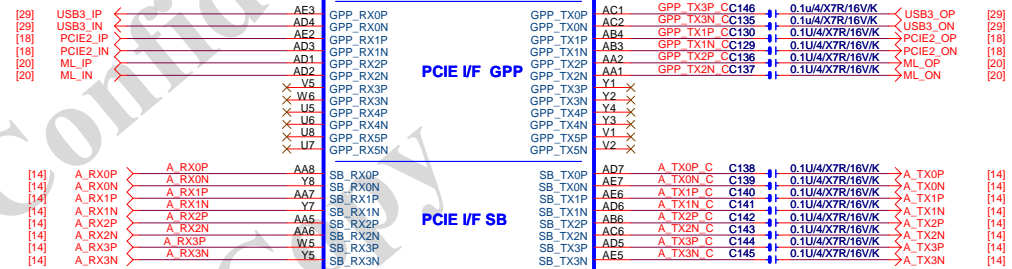 [29] USB3_IP AE3 GPP_RX0P GPP_TX0P AC1 GPP_TX3P_C C146 0.1u/4/X7R/16V/K USB3_OP [29]
[29] USB3_IN AD4 GPP_RX0N GPP_TX0N AC2 GPP_TX3N_C C135 0.1U/4/X7R/16V/K USB3_ON [29]
[18] PCIE2_IP AE2 GPP_RX1P GPP_TX1P AB4 GPP_TX1P_C C130 0.1U/4/X7R/16V/K PCIE2_OP [18]
[18] PCIE2_IN AD3 GPP_RX1N GPP_TX1N AB3 GPP_TX1N_C C129 0.1U/4/X7R/16V/K PCIE2_ON [18]
[20] ML_IP AD1 GPP_RX2P GPP_TX2P AA2 GPP_TX2P_C C136 0.1U/4/X7R/16V/K ML_OP [20]
[20] ML_IN AD2 GPP_RX2N PCIE I/F GPP GPP_TX2N AA1 GPP_TX2N_C C137 0.1U/4/X7R/16V/K ML_ON [20]
V5 GPP_RX3P GPP_TX3P Y1
W6 GPP_RX3N GPP_TX3N Y2
U5 GPP_RX4P GPP_TX4P Y4
U6 GPP_RX4N GPP_TX4N Y3
U8 GPP_RX5P GPP_TX5P V1
U7 GPP_RX5N GPP_TX5N V2
[14] A_RX0P A_RX0P AA8 SB_RX0P SB_TX0P AD7 A_TX0P_C C138 0.1U/4/X7R/16V/K A_TX0P [14]
[14] A_RX0N A_RX0N Y8 SB_RX0N SB_TX0N AE7 A_TX0N_C C139 0.1U/4/X7R/16V/K A_TX0N [14]
[14] A_RX1P A_RX1P AA7 SB_RX1P SB_TX1P AE6 A_TX1P_C C140 0.1U/4/X7R/16V/K A_TX1P [14]
[14] A_RX1N A_RX1N Y7 SB_RX1N SB_TX1N AD6 A_TX1N_C C141 0.1U/4/X7R/16V/K A_TX1N [14]
[14] A_RX2P A_RX2P AA5 SB_RX2P PCIE I/F SB SB_TX2P AB6 A_TX2P_C C142 0.1U/4/X7R/16V/K A_TX2P [14]
[14] A_RX2N A_RX2N AA6 SB_RX2N SB_TX2N AC6 A_TX2N_C C143 0.1U/4/X7R/16V/K A_TX2N [14]
[14] A_RX3P A_RX3P W5 SB_RX3P SB_TX3P AD5 A_TX3P_C C144 0.1U/4/X7R/16V/K A_TX3P [14]
[14] A_RX3N A_RX3N Y5 SB_RX3N SB_TX3N AE5 A_TX3N_C C145 0.1U/4/X7R/16V/K A_TX3N [14]